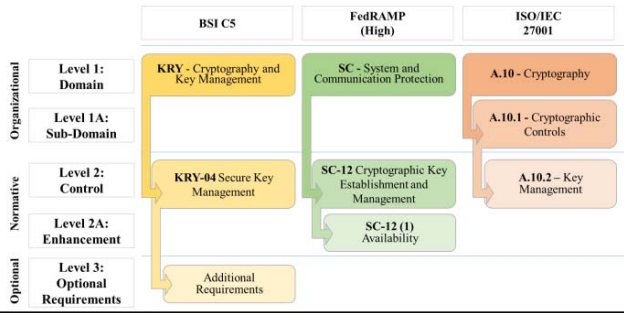 BSI C5
FedRAMP
(High)
ISO/IEC
27001
Organizational
Level 1:
Domain
KRY - Cryptography and
Key Management
SC - System and
Communication Protection
A.10 - Cryptography
Level 1A:
Sub-Domain
A.10.1 - Cryptographic
Controls
Normative
Level 2:
Control
KRY-04 Secure Key
Management
SC-12 Cryptographic Key
Establishment and
Management
A.10.2 – Key
Management
Level 2A:
Enhancement
SC-12 (1)
Availability
Optional
Level 3:
Optional
Requirements
Additional
Requirements